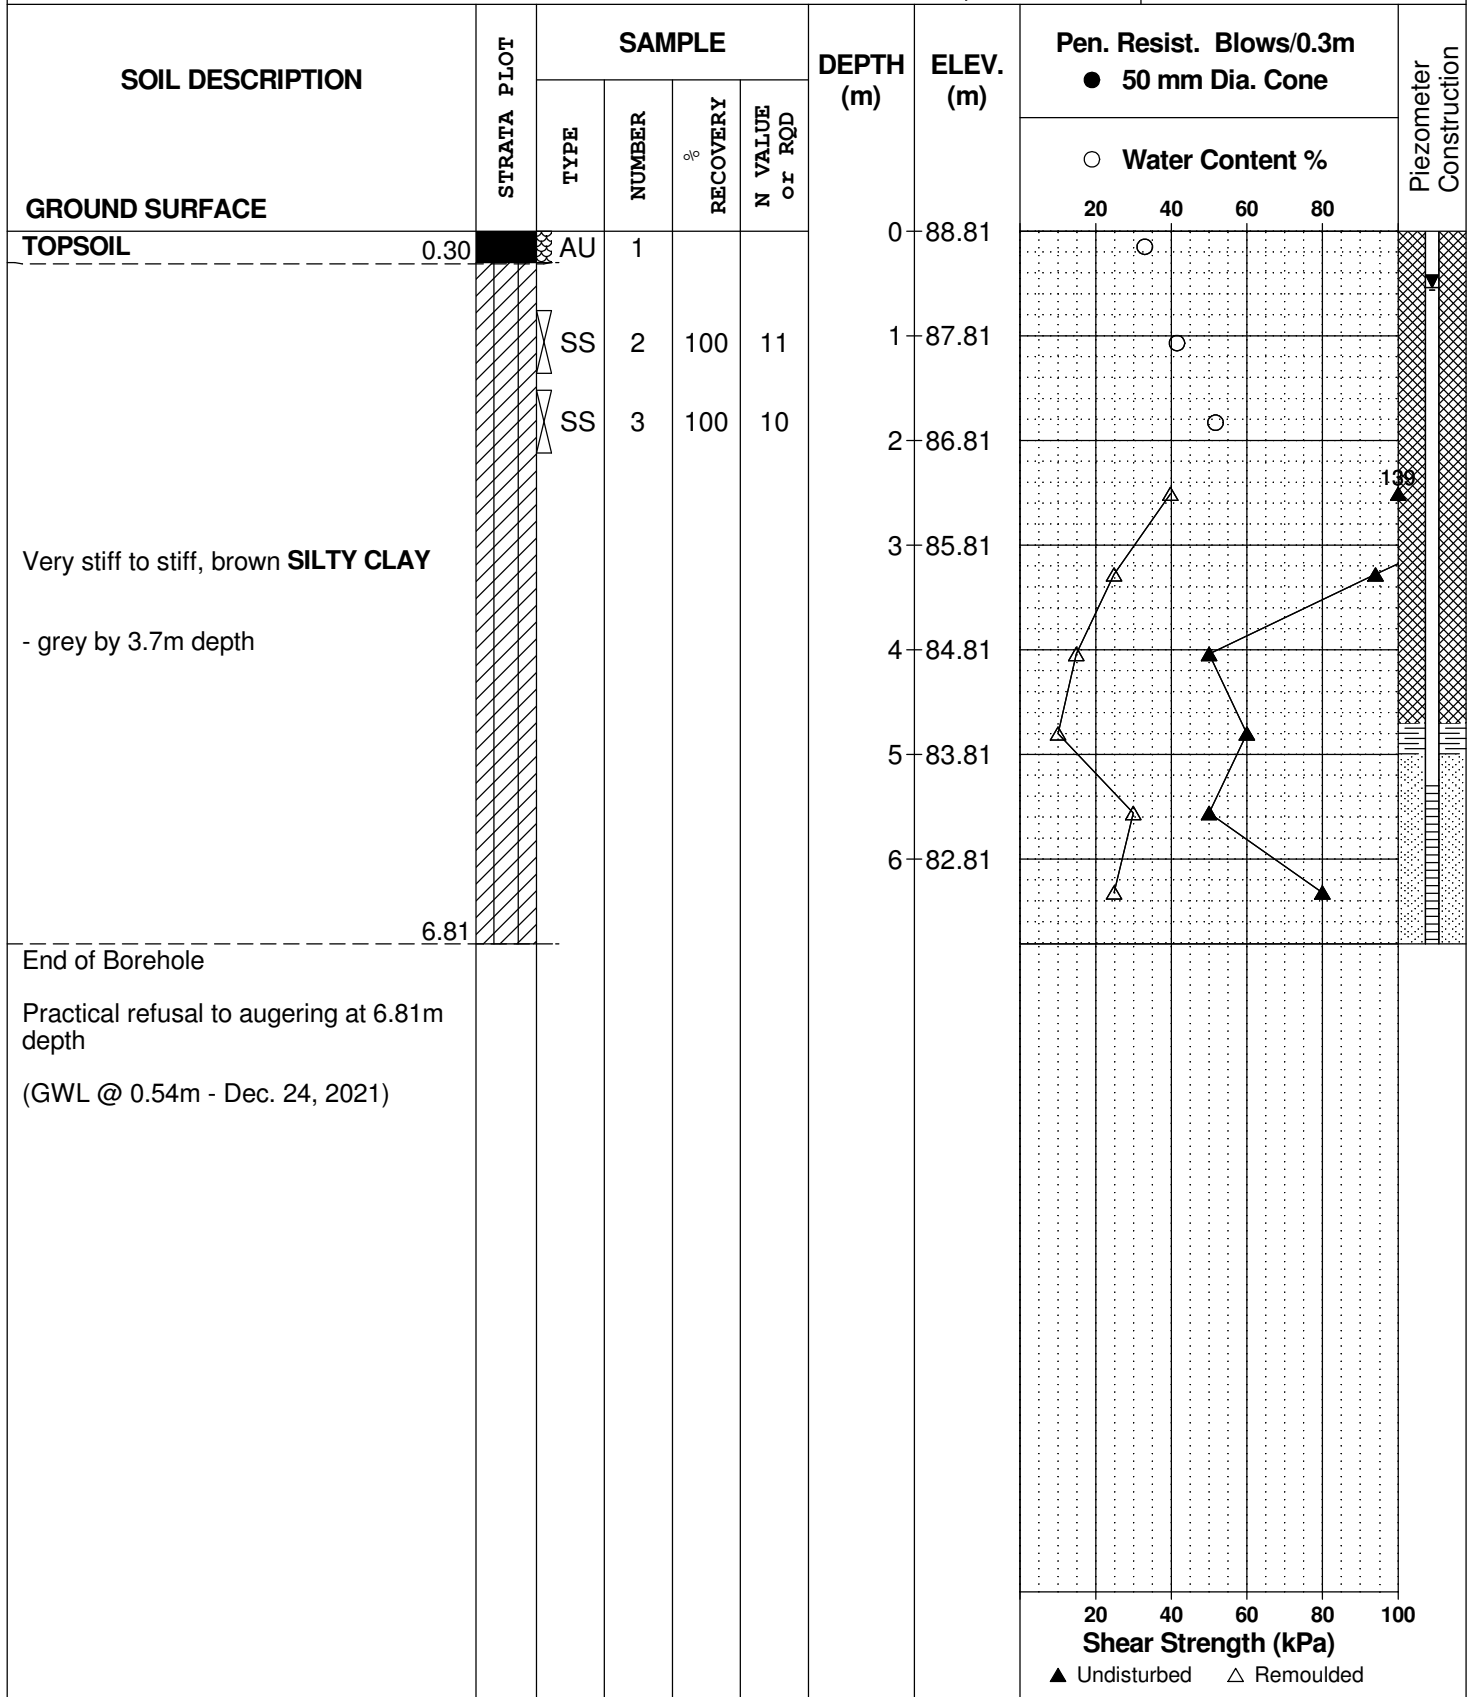 SOIL DESCRIPTION
GROUND SURFACE
STRATA PLOT
SAMPLE
TYPE
NUMBER
% RECOVERY
N VALUE or RQD
DEPTH (m)
ELEV. (m)
Pen. Resist. Blows/0.3m
● 50 mm Dia. Cone
○ Water Content %
20 40 60 80
Piezometer Construction
TOPSOIL 0.30 AU 1 0 88.81
SS 2 100 11 1 87.81
SS 3 100 10 2 86.81
139
3 85.81
Very stiff to stiff, brown SILTY CLAY
- grey by 3.7m depth 4 84.81
5 83.81
6 82.81
6.81
End of Borehole
Practical refusal to augering at 6.81m
depth
(GWL @ 0.54m - Dec. 24, 2021)
20 40 60 80 100
Shear Strength (kPa)
▲ Undisturbed △ Remoulded